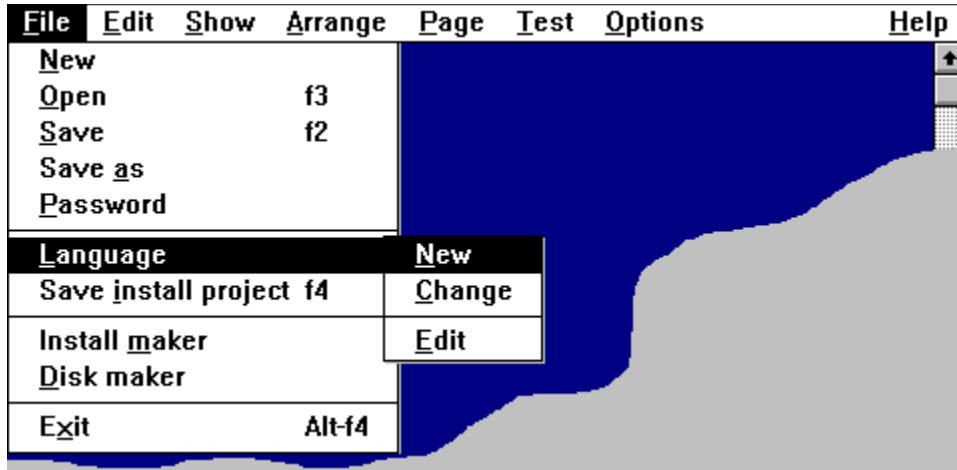 File Edit Show Arrange Page Test Options Help
New
Open f3
Save f2
Save as
Password
Language New
Save install project f4 Change
Install maker Edit
Disk maker
Exit Alt-f4